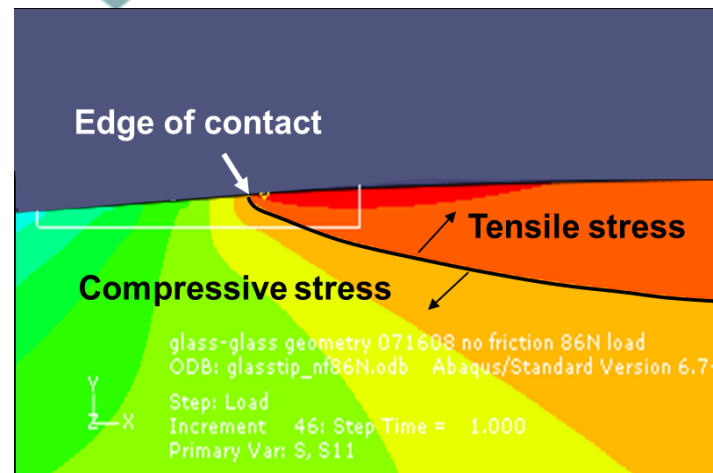 Edge of contact
Tensile stress
Compressive stress
glass-glass geometry 071608 no friction 86N load
ODB: glasstip_nf86N.odb Abaqus/Standard Version 6.7-
Y
Z X
Step: Load
Increment 46: Step Time = 1.000
Primary Var: S, S11